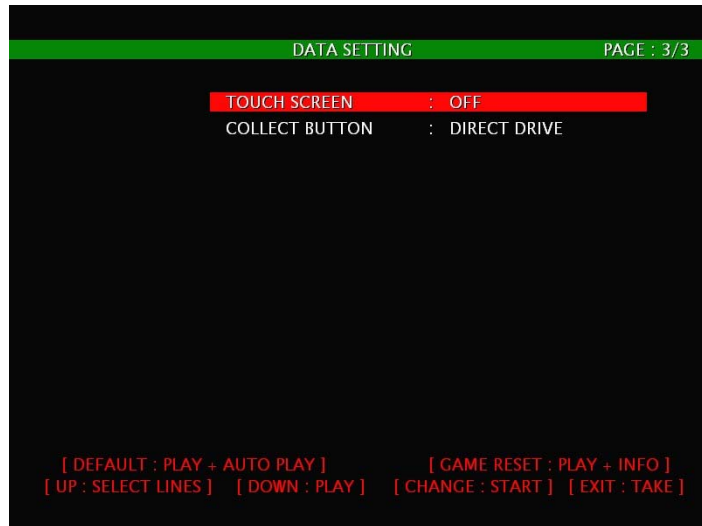 DATA SETTING PAGE : 3/3
TOUCH SCREEN : OFF
COLLECT BUTTON : DIRECT DRIVE
[ DEFAULT : PLAY + AUTO PLAY ] [ GAME RESET : PLAY + INFO ]
[ UP : SELECT LINES ] [ DOWN : PLAY ] [ CHANGE : START ] [ EXIT : TAKE ]